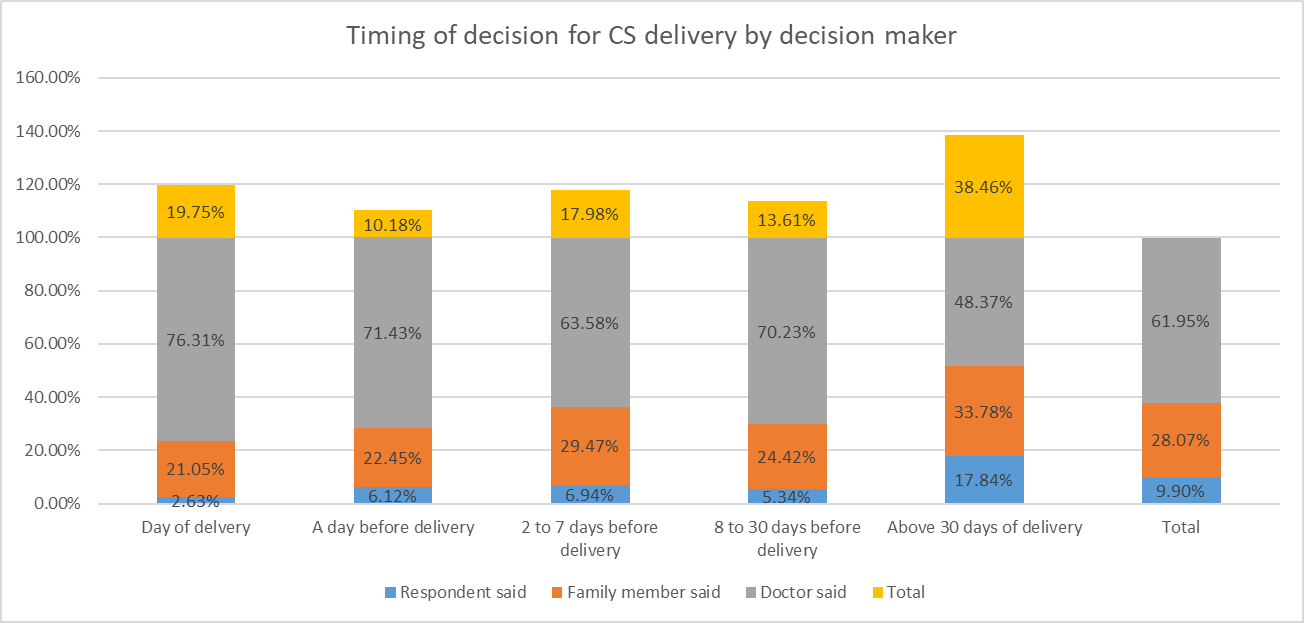 Timing of decision for CS delivery by decision maker
160.00%
140.00%
120.00%
100.00%
80.00%
60.00%
40.00%
20.00%
0.00%
19.75%
76.31%
21.05%
2.63%
10.18%
71.43%
22.45%
6.12%
17.98%
63.58%
29.47%
6.94%
13.61%
70.23%
24.42%
5.34%
38.46%
48.37%
33.78%
17.84%
61.95%
28.07%
9.90%
Day of delvery
A day before delivery
2 to 7 days before
delivery
8 to 30 days before
delivery
Above 30 days of delivery
Total
Respondent said
Family member said
Doctor said
Total